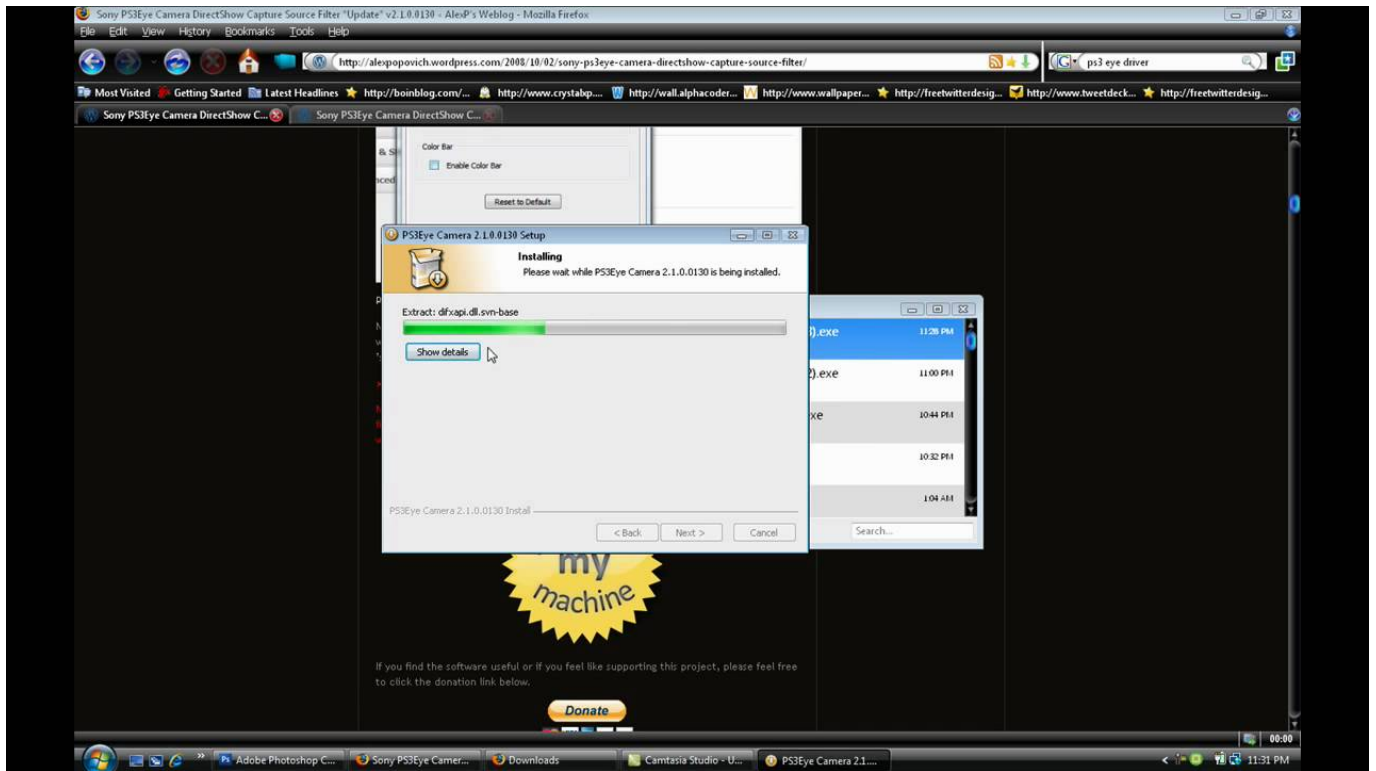 Sony PS3Eye Camera DirectShow Capture Source Filter "Update" v2.1.0.0130 - AlexP's Weblog - Mozilla Firefox
File Edit View History Bookmarks Tools Help
http://alexpopovich.wordpress.com/2008/10/02/sony-ps3eye-camera-directshow-capture-source-filter/
ps3 eye driver
Most Visited Getting Started Latest Headlines http://boinblog.com/... http://www.crystalxp.... http://wall.alphacoder... http://www.wallpaper... http://freetwitterdesig... http://www.tweetdeck... http://freetwitterdesig...
Sony PS3Eye Camera DirectShow C... Sony PS3Eye Camera DirectShow C...
Color Bar
Enable Color Bar
Reset to Default
PS3Eye Camera 2.1.0.0130 Setup
Installing
Please wait while PS3Eye Camera 2.1.0.0130 is being installed.
Extract: difxapi.dll.svn-base
Show details
PS3Eye Camera 2.1.0.0130 Install
< Back Next > Cancel
).exe 11:28 PM
).exe 11:00 PM
xe 10:44 PM
10:32 PM
1:04 AM
Search...
my
machine
If you find the software useful or if you feel like supporting this project, please feel free
to click the donation link below.
Donate
00:00
Adobe Photoshop C... Sony PS3Eye Camer... Downloads Camtasia Studio - U... PS3Eye Camera 2.1....
11:31 PM